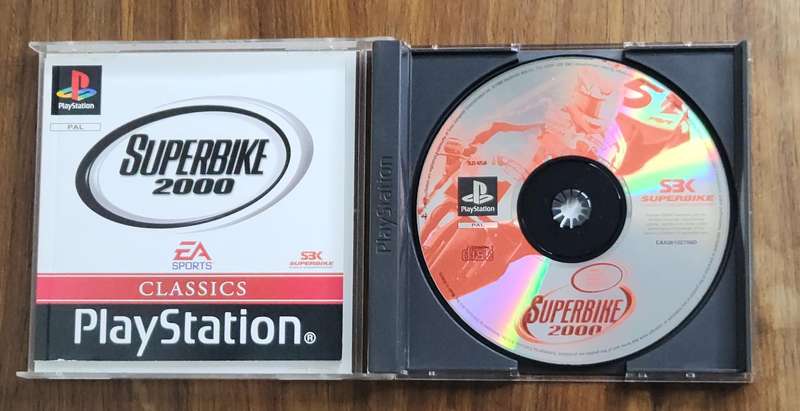 PlayStation
PAL
SUPERBIKE
2000
EA
SPORTS
SBK
SUPERBIKE
CLASSICS
PlayStation®
PlayStation
PlayStation
PAL
SBK
SUPERBIKE
SUPERBIKE
2000